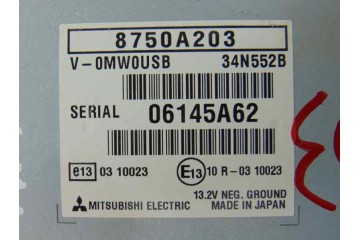 8750A203
V-0MW0USB 34N552B
SERIAL 06145A62
e13 03 10023 E13 10 R-03 10023
13.2V NEG. GROUND
MITSUBISHI ELECTRIC MADE IN JAPAN